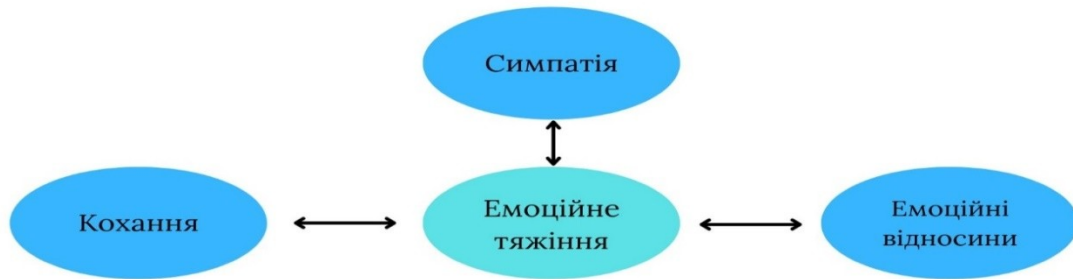 Симпатія
Кохання
Емоційне
тяжіння
Емоційні
відносини